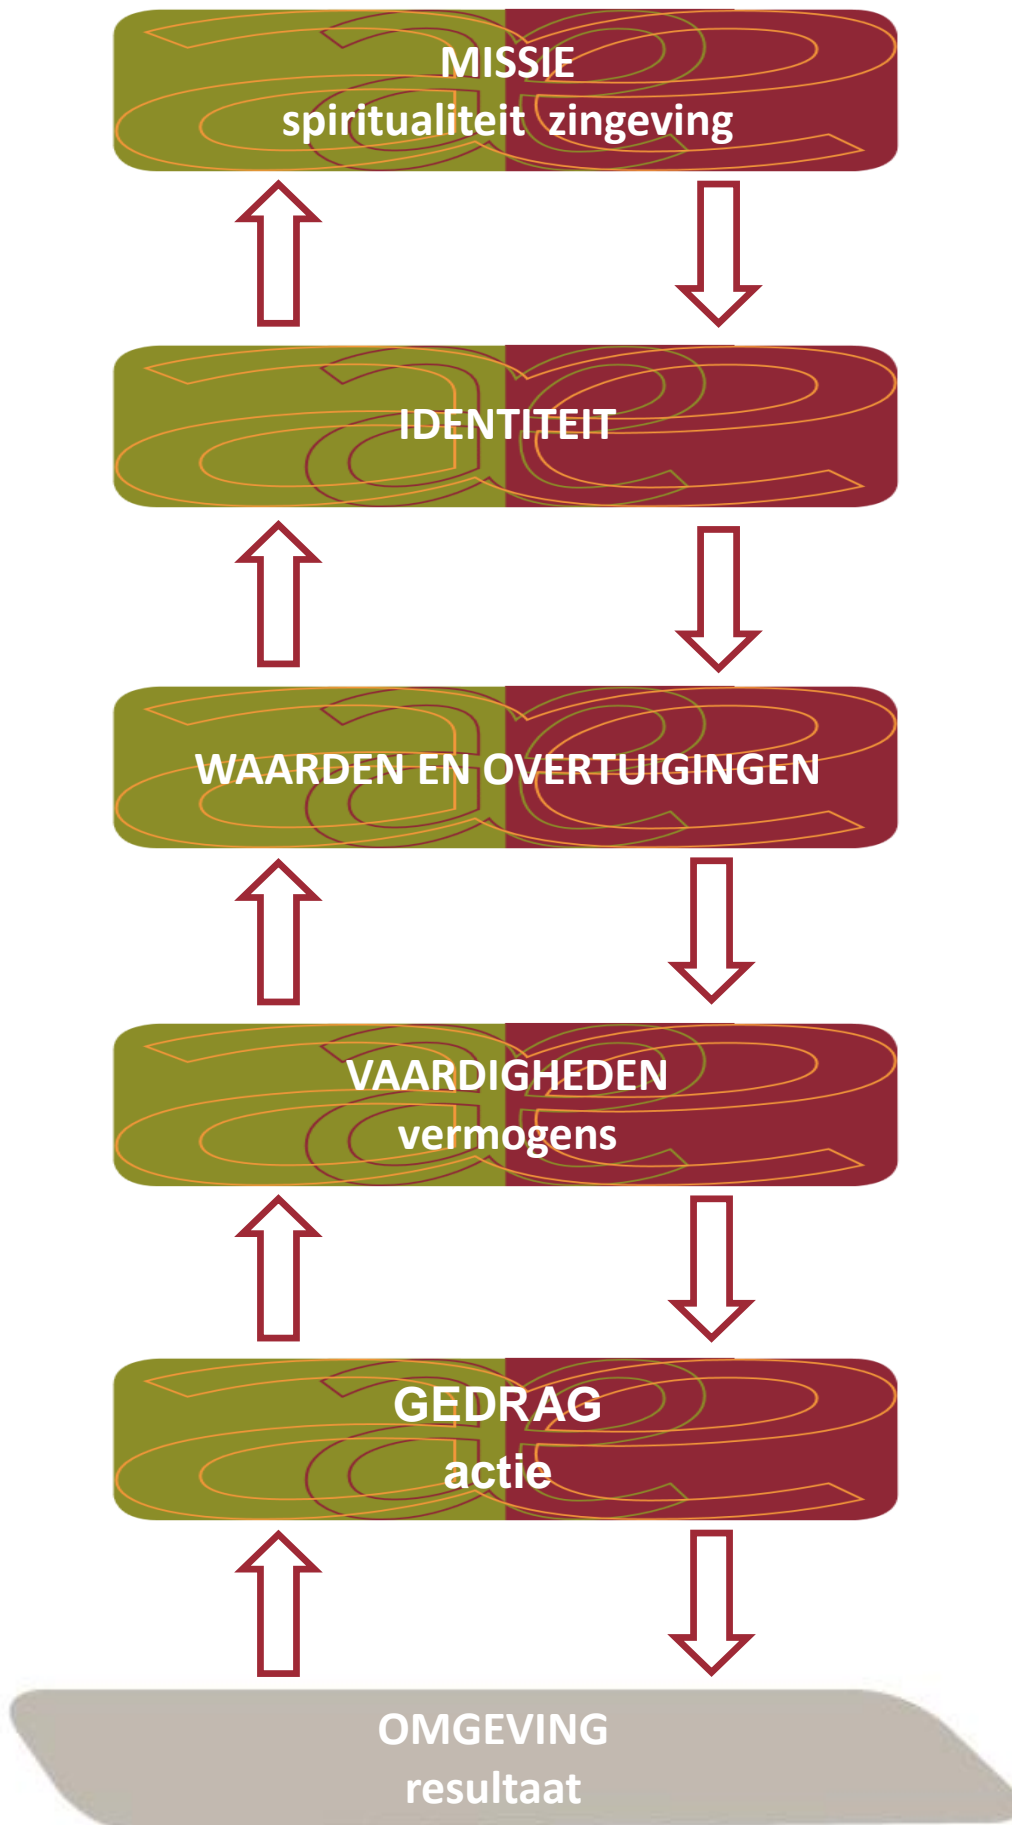 MISSIE
spiritualiteit zingeving
IDENTITEIT
WAARDEN EN OVERTUIGINGEN
VAARDIGHEDEN
vermogens
GEDRAG
actie
OMGEVING
resultaat